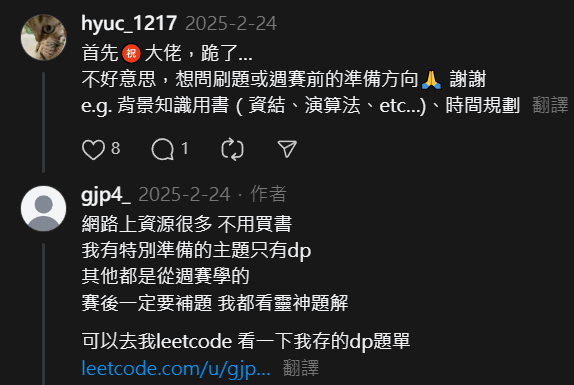 hyuc_1217 2025-2-24
首先㊗️大佬，跪了...
不好意思，想問刷題或週賽前的準備方向🙏 謝謝
e.g. 背景知識用書（資結、演算法、etc...)、時間規劃 翻譯
8 1
gjp4_ 2025-2-24 · 作者
網路上資源很多 不用買書
我有特別準備的主題只有dp
其他都是從週賽學的
賽後一定要補題 我都看靈神題解
可以去我leetcode 看一下我存的dp題單
leetcode.com/u/gjp... 翻譯